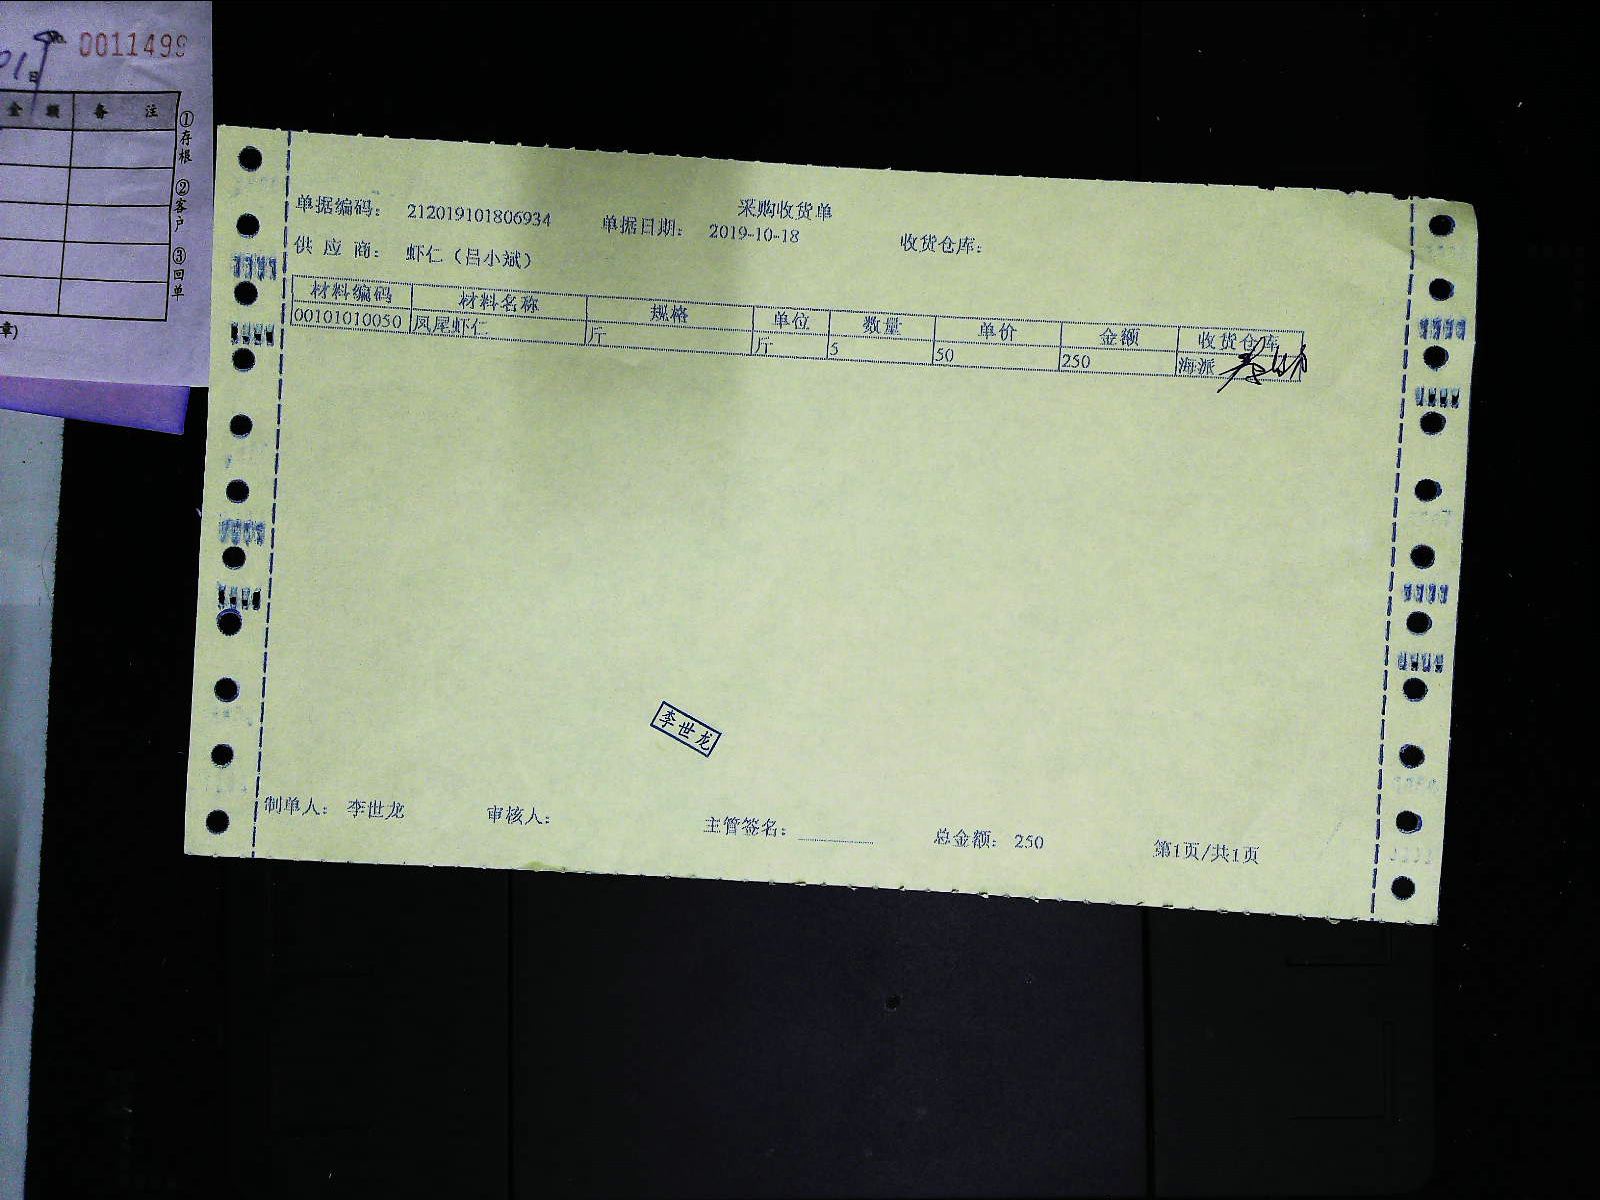 0011499
日
金 额 备 注
①存根 ②客户 ③回单
章)
采购收货单
单据编码: 212019101806934 单据日期: 2019-10-18 收货仓库:
供 应 商: 虾仁（吕小斌）
材料编码 材料名称 规格 单位 数量 单价 金额 收货仓库
00101010050 凤尾虾仁 斤 斤 5 50 250 海派
李世龙
制单人: 李世龙 审核人: 主管签名: 总金额: 250 第1页/共1页